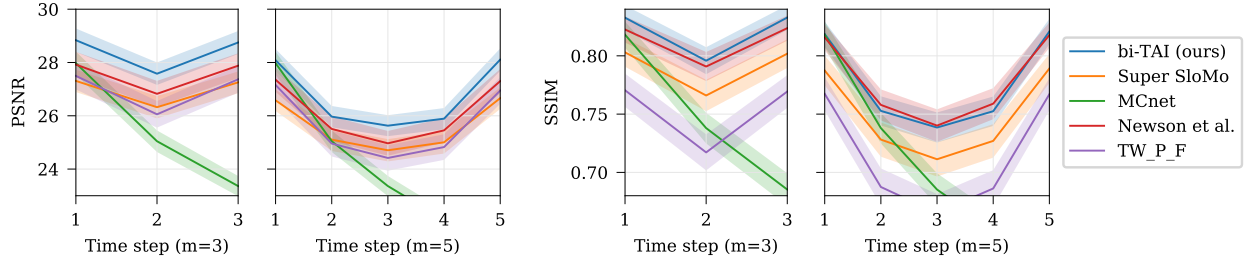 PSNR
30
28
26
24
1 2 3
Time step (m=3)
1 2 3 4 5
Time step (m=5)
SSIM
0.80
0.75
0.70
1 2 3
Time step (m=3)
1 2 3 4 5
Time step (m=5)
bi-TAI (ours)
Super SloMo
MCnet
Newson et al.
TW_P_F